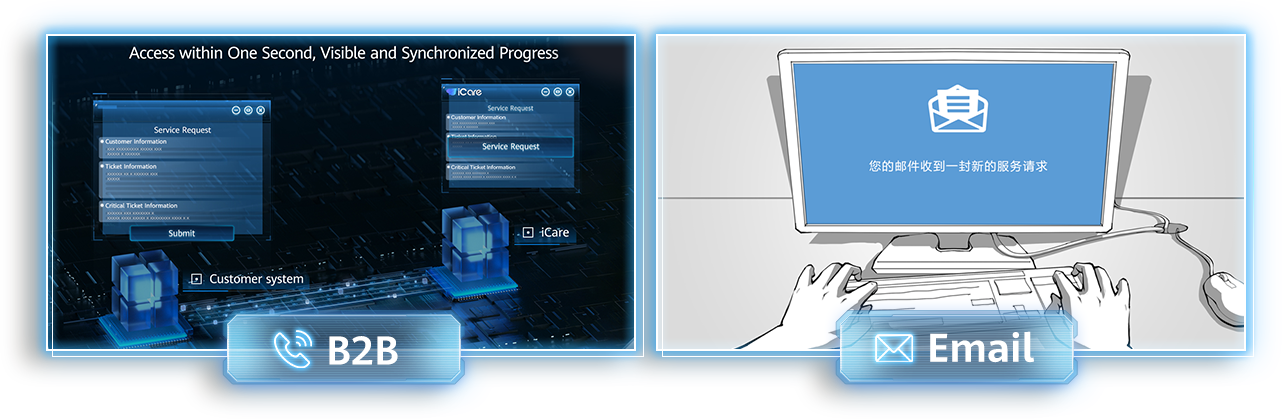 Access within One Second, Visible and Synchronized Progress
Service Request
Customer Information
Ticket Information
Critical Ticket Information
Submit
iCare
Service Request
Customer Information
Ticket Information
Service Request
Critical Ticket Information
iCare
Customer system
B2B
您的邮件收到一封新的服务请求
Email